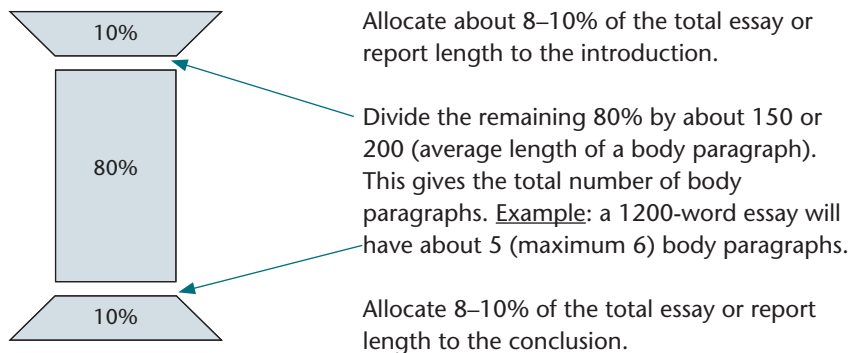 10%
Allocate about 8–10% of the total essay or
report length to the introduction.
80%
Divide the remaining 80% by about 150 or
200 (average length of a body paragraph).
This gives the total number of body
paragraphs. Example: a 1200-word essay will
have about 5 (maximum 6) body paragraphs.
10%
Allocate 8–10% of the total essay or report
length to the conclusion.